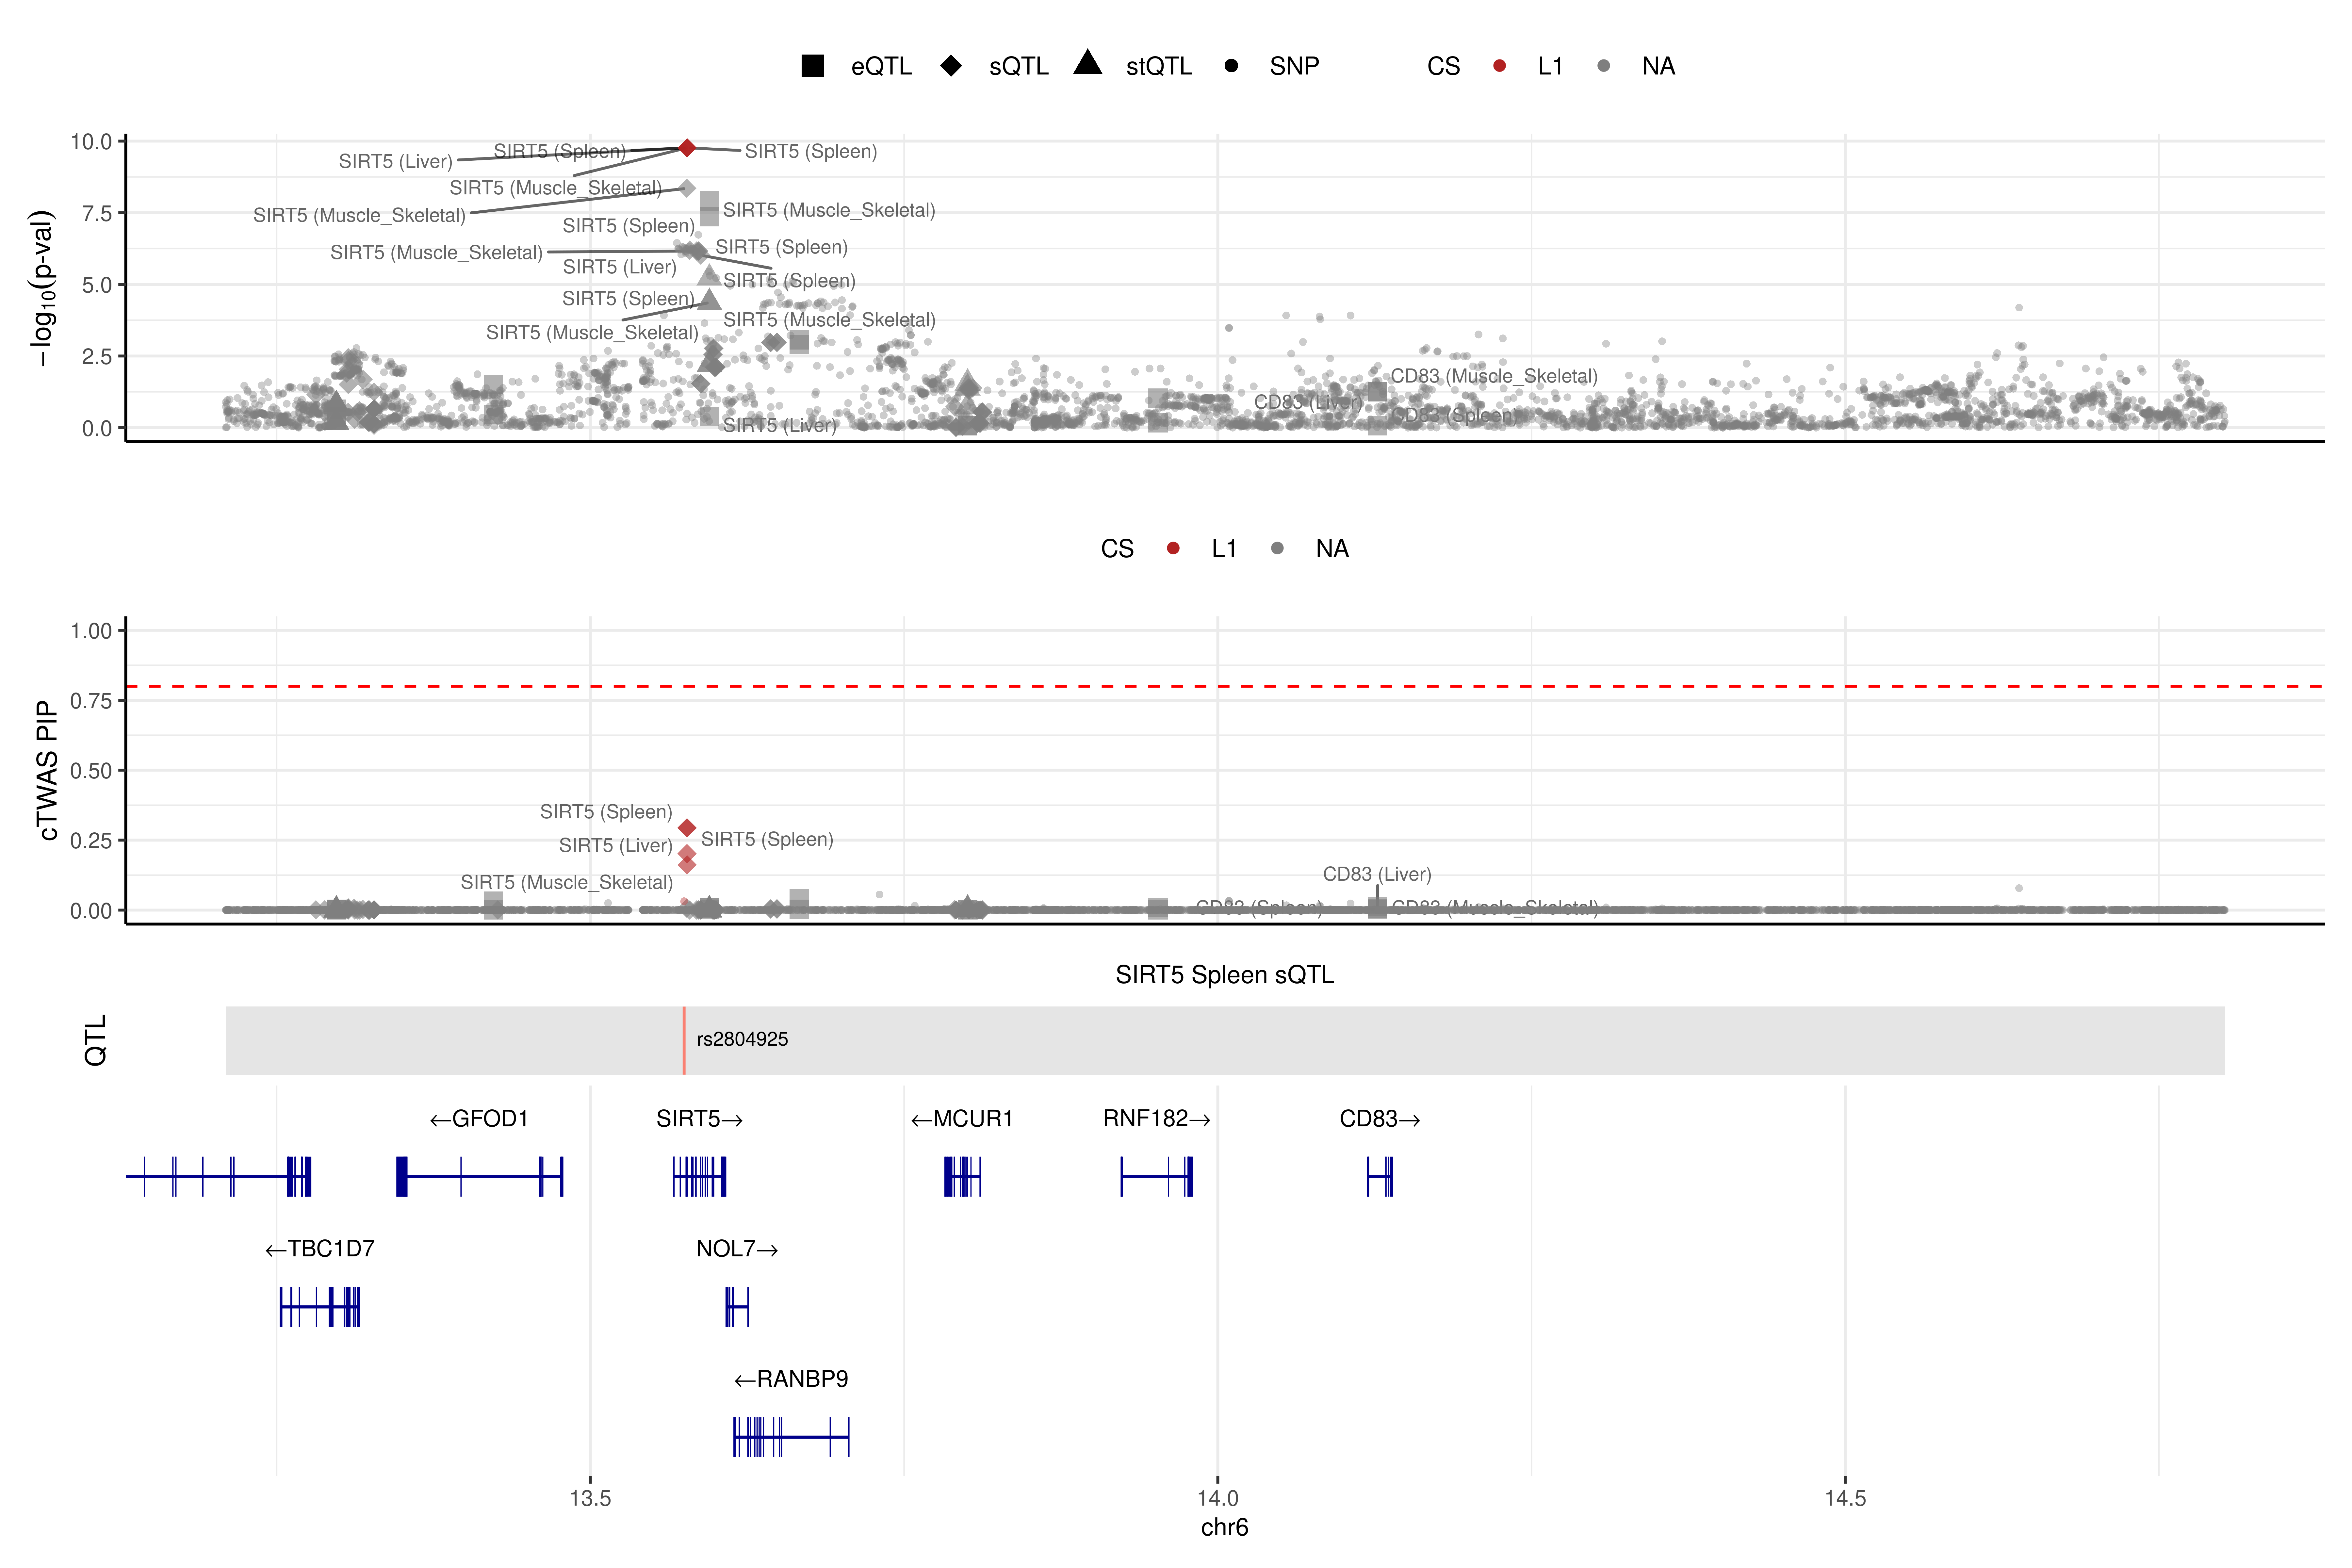 eQTL sQTL stQTL SNP CS L1 NA
−log10(p-val)
10.0
7.5
5.0
2.5
0.0
SIRT5 (Liver)
SIRT5 (Spleen)
SIRT5 (Spleen)
SIRT5 (Muscle_Skeletal)
SIRT5 (Muscle_Skeletal)
SIRT5 (Muscle_Skeletal)
SIRT5 (Spleen)
SIRT5 (Spleen)
SIRT5 (Muscle_Skeletal)
SIRT5 (Liver)
SIRT5 (Spleen)
SIRT5 (Spleen)
SIRT5 (Muscle_Skeletal)
SIRT5 (Muscle_Skeletal)
SIRT5 (Liver)
CD83 (Muscle_Skeletal)
CD83 (Liver)
CD83 (Spleen)
CS L1 NA
cTWAS PIP
1.00
0.75
0.50
0.25
0.00
SIRT5 (Spleen)
SIRT5 (Spleen)
SIRT5 (Liver)
SIRT5 (Muscle_Skeletal)
CD83 (Liver)
CD83 (Spleen)
CD83 (Muscle_Skeletal)
SIRT5 Spleen sQTL
QTL
rs2804925
←GFOD1 SIRT5→ ←MCUR1 RNF182→ CD83→
←TBC1D7 NOL7→
←RANBP9
13.5 14.0 14.5
chr6